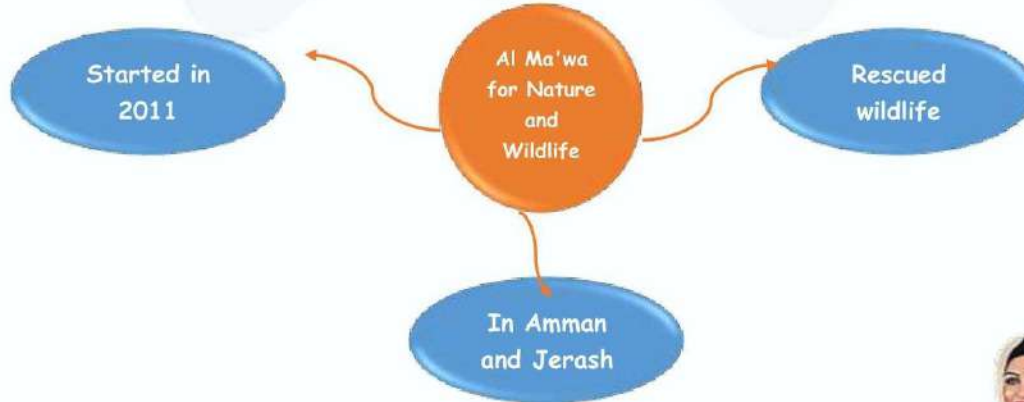 Al Ma'wa
for Nature
and
Wildlife
Started in
2011
Rescued
wildlife
In Amman
and Jerash